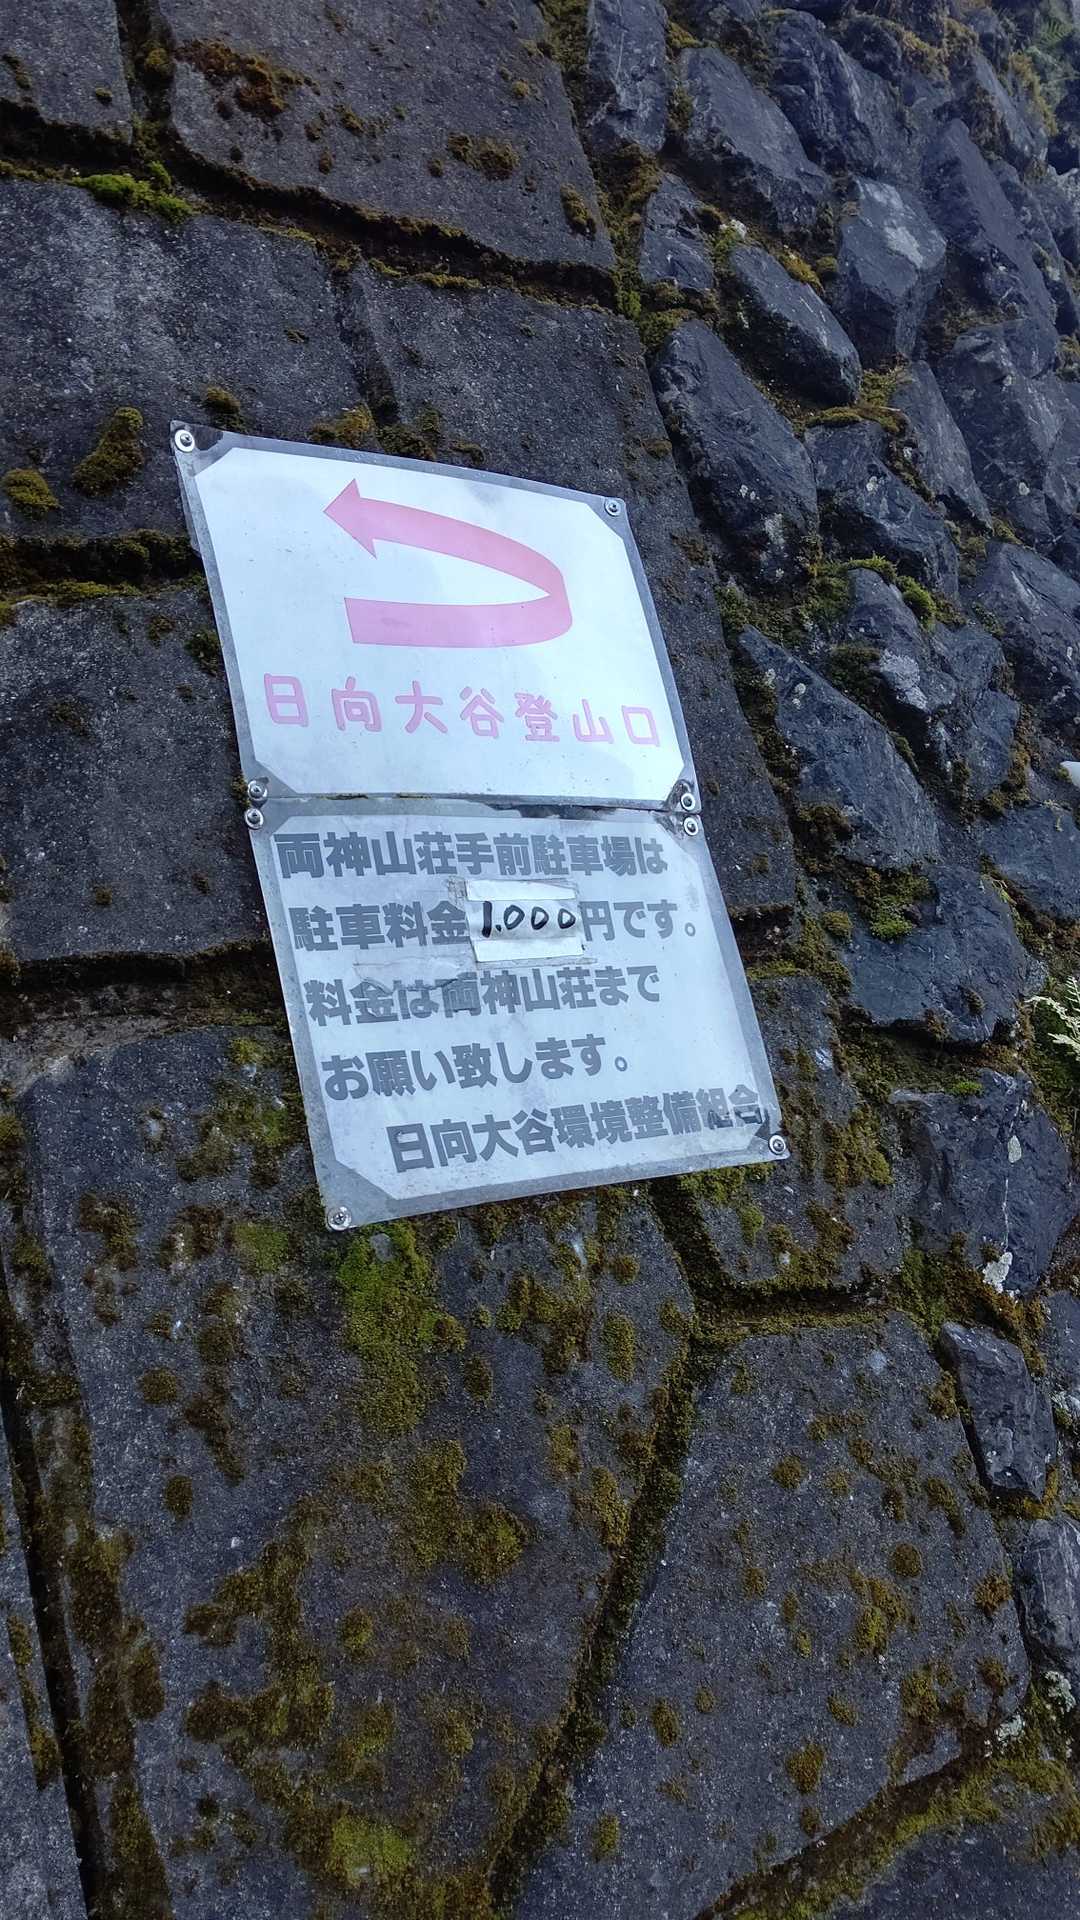 日向大谷登山口
両神山荘手前駐車場は
駐車料金1.000円です。
料金は両神山荘まで
お願い致します。
日向大谷環境整備組合